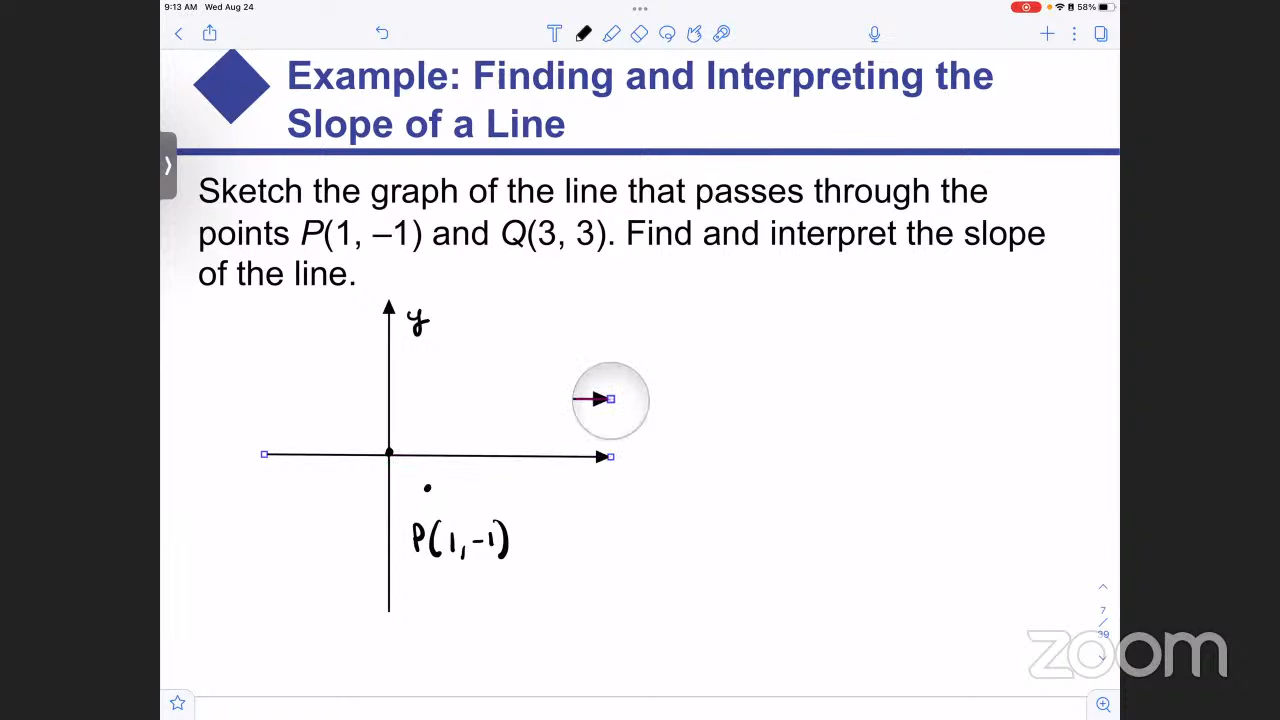 9:13 AM Wed Aug 24
58%
T
Example: Finding and Interpreting the
Slope of a Line
Sketch the graph of the line that passes through the
points P(1, –1) and Q(3, 3). Find and interpret the slope
of the line.
y
P(1,-1)
7
/
39
zoom